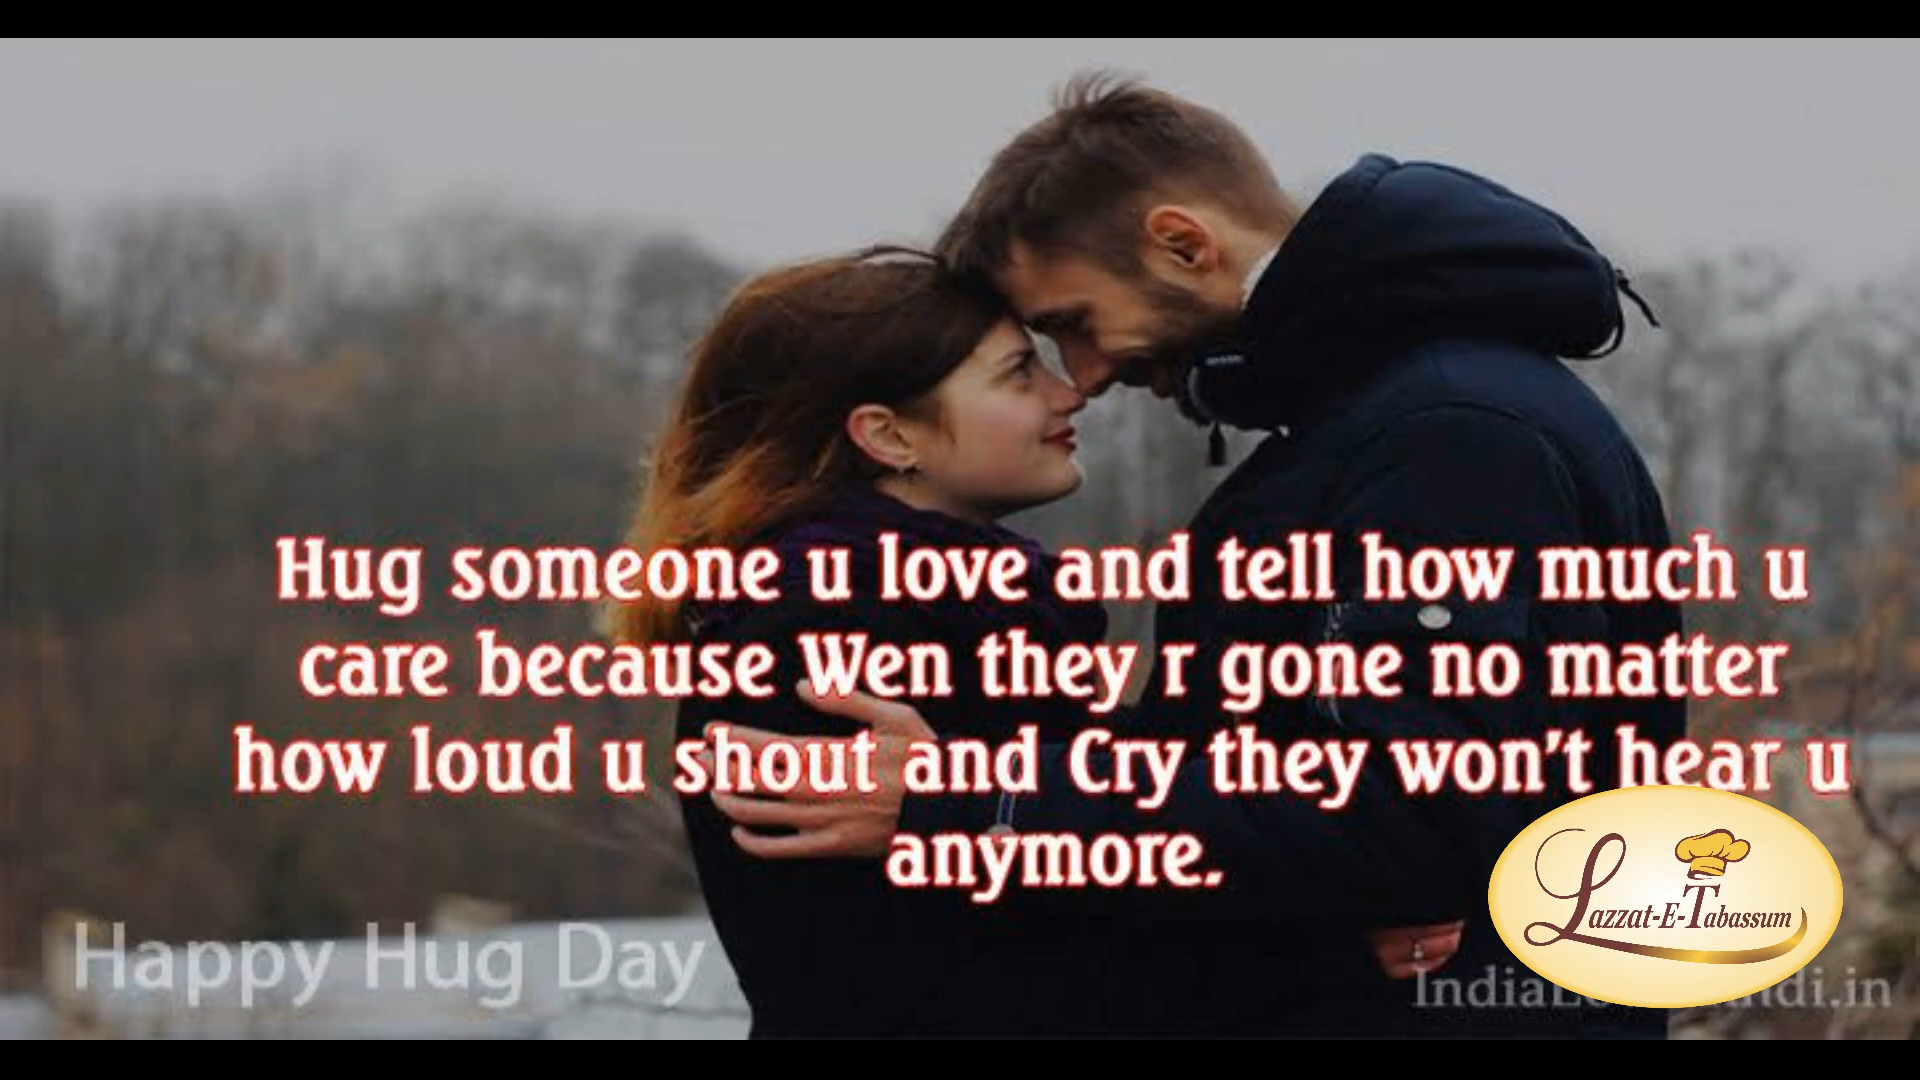 Hug someone u love and tell how much u
care because Wen they r gone no matter
how loud u shout and Cry they won't hear u
anymore.
Lazzat-E-Tabassum
Happy Hug Day